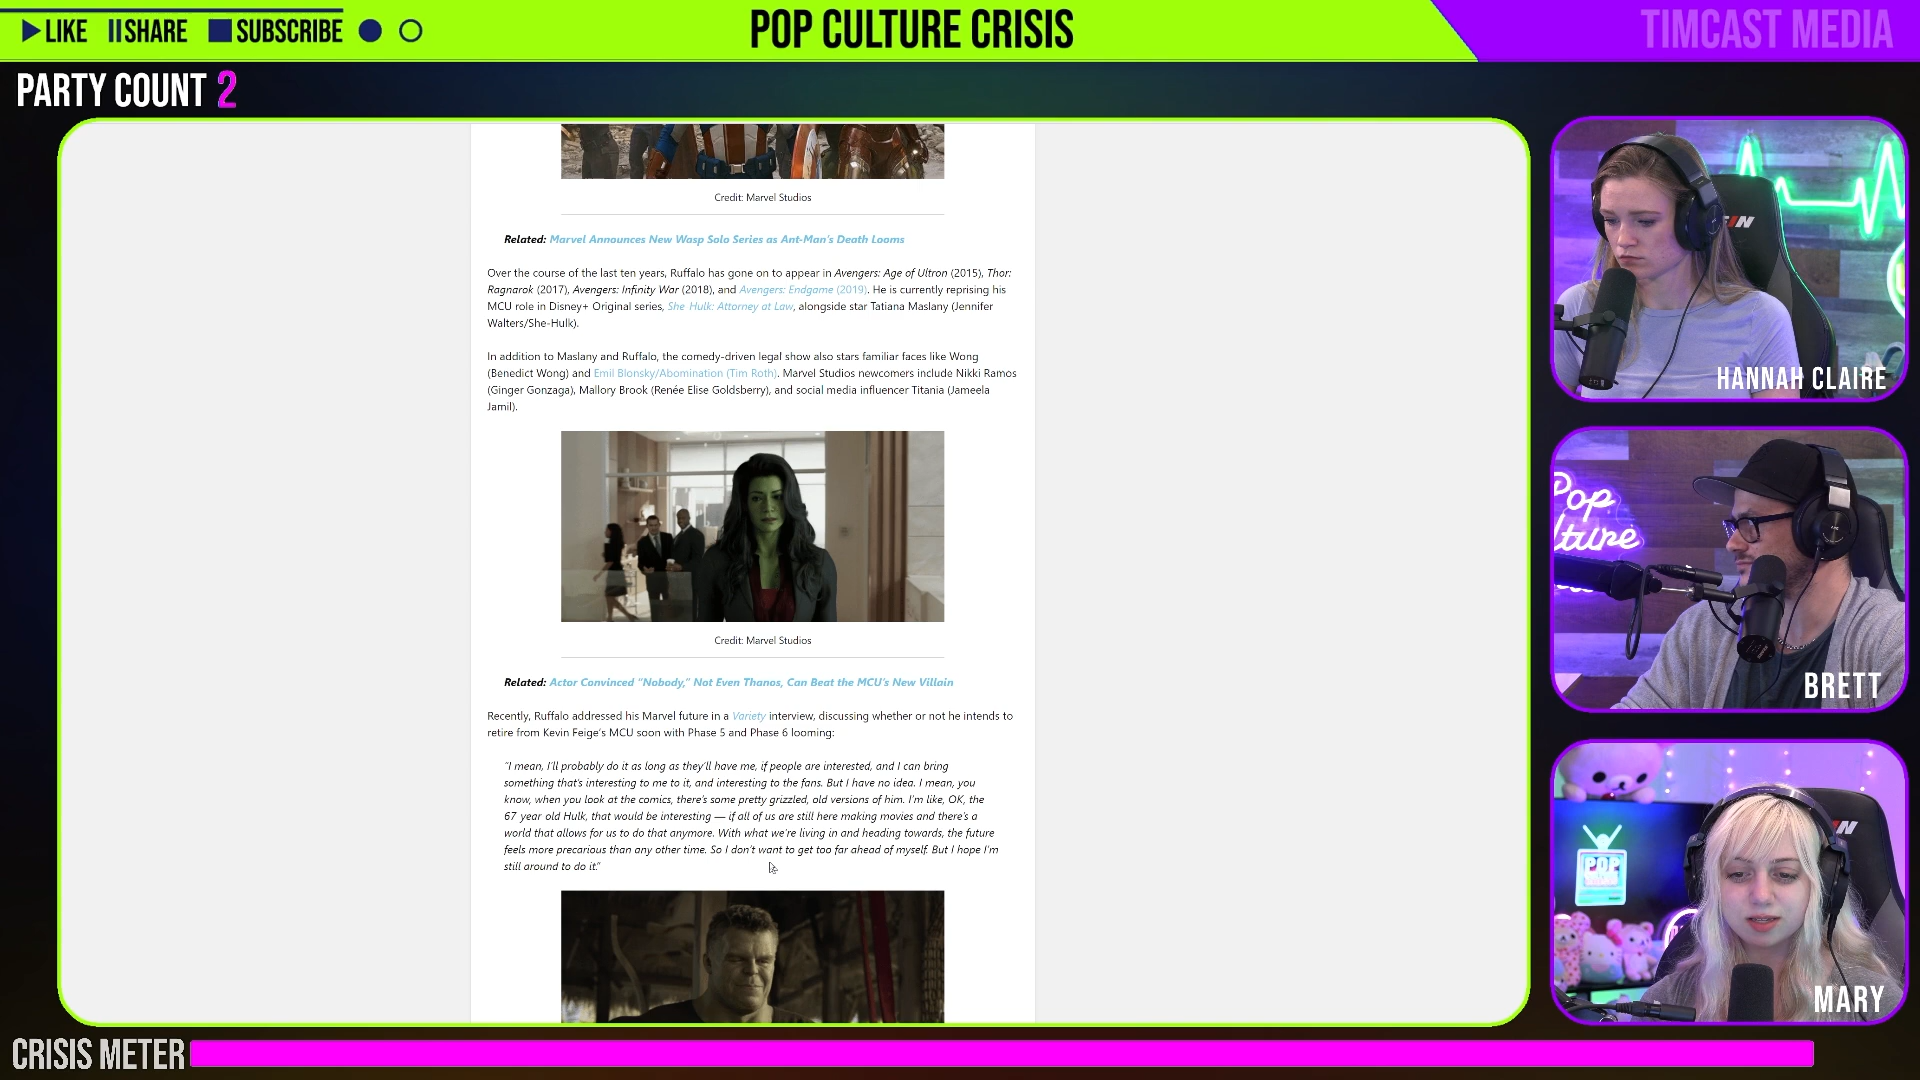 LIKE SHARE SUBSCRIBE
POP CULTURE CRISIS
TIMCAST MEDIA
PARTY COUNT 2
Credit: Marvel Studios
Related: Marvel Announces New Wasp Solo Series as Ant-Man's Death Looms
Over the course of the last ten years, Ruffalo has gone on to appear in Avengers: Age of Ultron (2015), Thor:
Ragnarok (2017), Avengers: Infinity War (2018), and Avengers: Endgame (2019). He is currently reprising his
MCU role in Disney+ Original series, She Hulk: Attorney at Law, alongside star Tatiana Maslany (Jennifer
Walters/She-Hulk).
In addition to Maslany and Ruffalo, the comedy-driven legal show also stars familiar faces like Wong
(Benedict Wong) and Emil Blonsky/Abomination (Tim Roth). Marvel Studios newcomers include Nikki Ramos
(Ginger Gonzaga), Mallory Brook (Renée Elise Goldsberry), and social media influencer Titania (Jameela
Jamil).
Credit: Marvel Studios
Related: Actor Convinced "Nobody," Not Even Thanos, Can Beat the MCU's New Villain
Recently, Ruffalo addressed his Marvel future in a Variety interview, discussing whether or not he intends to
retire from Kevin Feige's MCU soon with Phase 5 and Phase 6 looming:
"I mean, I'll probably do it as long as they'll have me, if people are interested, and I can bring
something that's interesting to me to it, and interesting to the fans. But I have no idea. I mean, you
know, when you look at the comics, there's some pretty grizzled, old versions of him. I'm like, OK, the
67 year old Hulk, that would be interesting — if all of us are still here making movies and there's a
world that allows for us to do that anymore. With what we're living in and heading towards, the future
feels more precarious than any other time. So I don't want to get too far ahead of myself. But I hope I'm
still around to do it."
HANNAH CLAIRE
Pop
lture
BRETT
POP
MARY
CRISIS METER